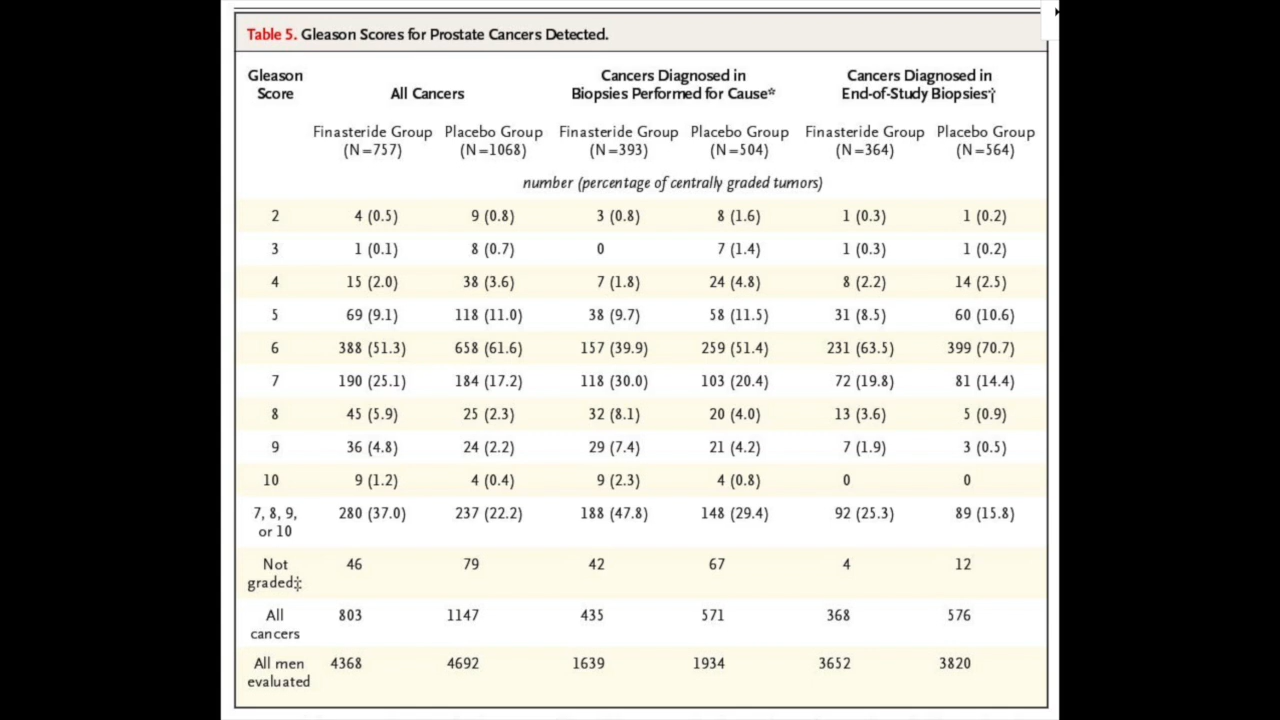 Table 5. Gleason Scores for Prostate Cancers Detected.
Gleason Score All Cancers Cancers Diagnosed in Biopsies Performed for Cause* Cancers Diagnosed in End-of-Study Biopsies†
Finasteride Group (N=757) Placebo Group (N=1068) Finasteride Group (N=393) Placebo Group (N=504) Finasteride Group (N=364) Placebo Group (N=564)
number (percentage of centrally graded tumors)
2 4 (0.5) 9 (0.8) 3 (0.8) 8 (1.6) 1 (0.3) 1 (0.2)
3 1 (0.1) 8 (0.7) 0 7 (1.4) 1 (0.3) 1 (0.2)
4 15 (2.0) 38 (3.6) 7 (1.8) 24 (4.8) 8 (2.2) 14 (2.5)
5 69 (9.1) 118 (11.0) 38 (9.7) 58 (11.5) 31 (8.5) 60 (10.6)
6 388 (51.3) 658 (61.6) 157 (39.9) 259 (51.4) 231 (63.5) 399 (70.7)
7 190 (25.1) 184 (17.2) 118 (30.0) 103 (20.4) 72 (19.8) 81 (14.4)
8 45 (5.9) 25 (2.3) 32 (8.1) 20 (4.0) 13 (3.6) 5 (0.9)
9 36 (4.8) 24 (2.2) 29 (7.4) 21 (4.2) 7 (1.9) 3 (0.5)
10 9 (1.2) 4 (0.4) 9 (2.3) 4 (0.8) 0 0
7, 8, 9, or 10 280 (37.0) 237 (22.2) 188 (47.8) 148 (29.4) 92 (25.3) 89 (15.8)
Not graded‡ 46 79 42 67 4 12
All cancers 803 1147 435 571 368 576
All men evaluated 4368 4692 1639 1934 3652 3820